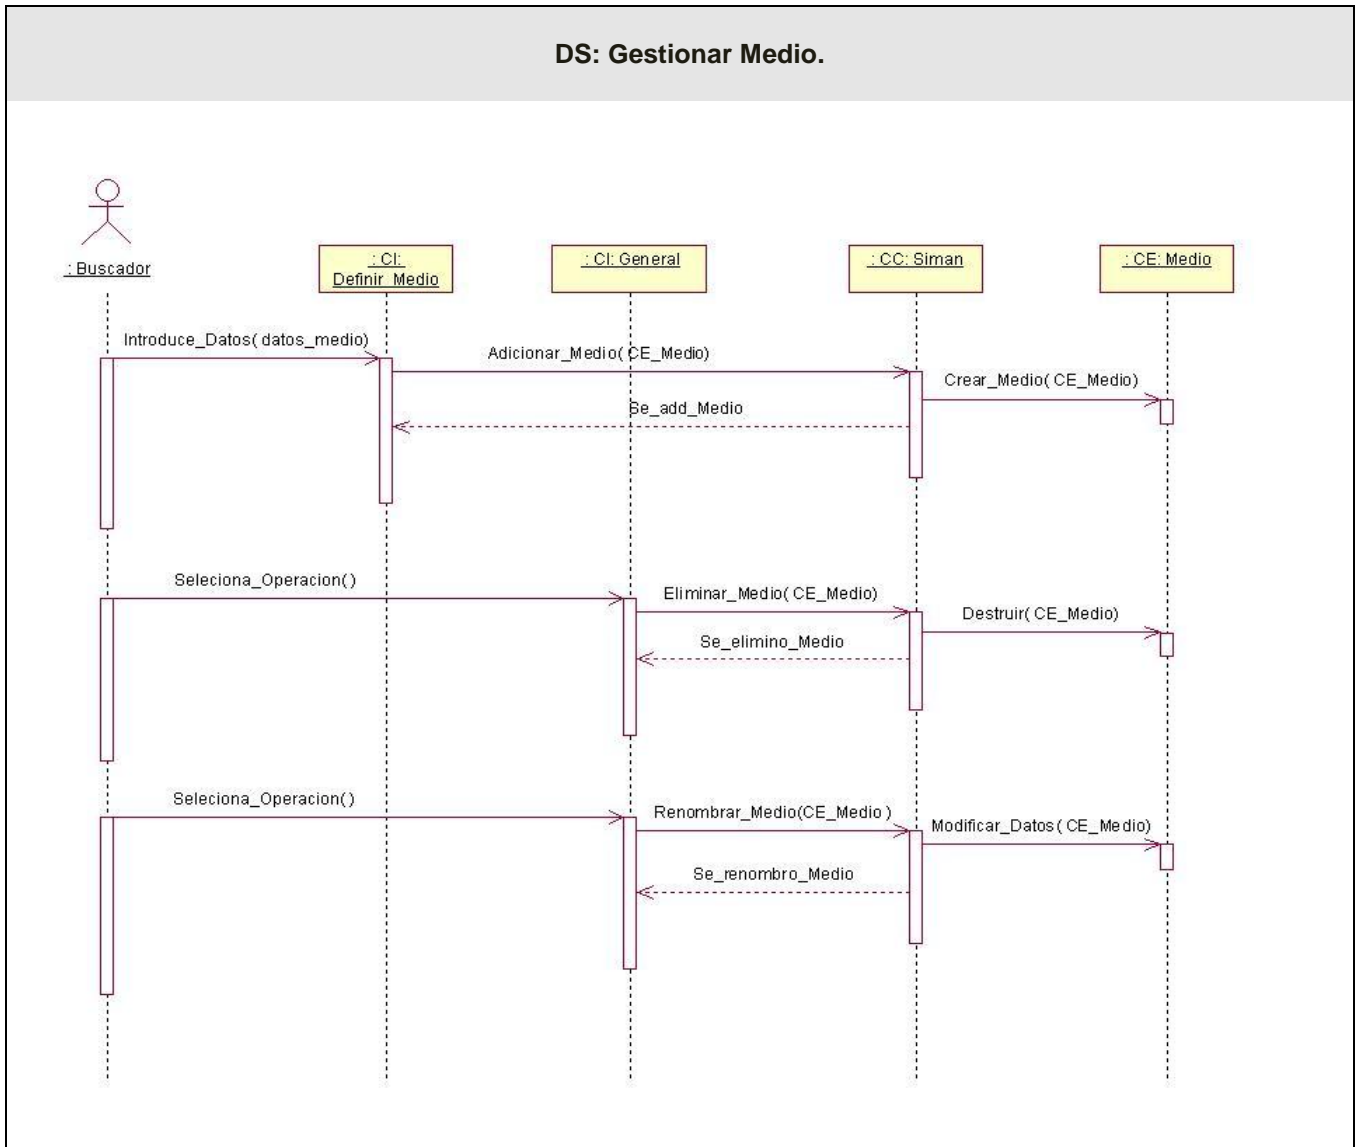 DS: Gestionar Medio.
: Buscador
: CI:
Definir_Medio
: CI: General
: CC: Siman
: CE: Medio
Introduce_Datos( datos_medio)
Adicionar_Medio( CE_Medio)
Crear_Medio( CE_Medio)
Se_add_Medio
Seleciona_Operacion()
Eliminar_Medio( CE_Medio)
Destruir( CE_Medio)
Se_elimino_Medio
Seleciona_Operacion()
Renombrar_Medio(CE_Medio )
Modificar_Datos( CE_Medio)
Se_renombro_Medio